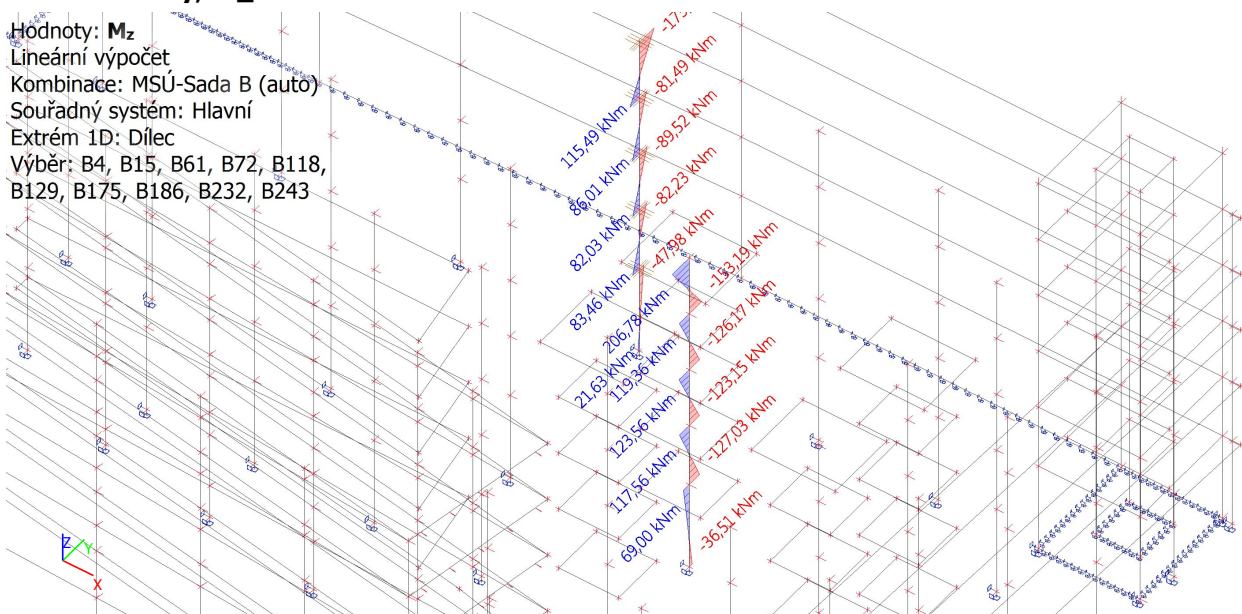 Hodnoty: Mz
Lineární výpočet
Kombinace: MSÚ-Sada B (auto)
Souřadný systém: Hlavní
Extrém 1D: Dílec
Výběr: B4, B15, B61, B72, B118,
B129, B175, B186, B232, B243
-81,49 kNm
115,49 kNm
-89,52 kNm
86,01 kNm
-82,23 kNm
82,03 kNm
-47,98 kNm
83,46 kNm
-153,19 kNm
206,78 kNm
21,63 kNm
-126,17 kNm
119,36 kNm
-123,15 kNm
123,56 kNm
-127,03 kNm
117,56 kNm
-36,51 kNm
69,00 kNm
Z
Y
X